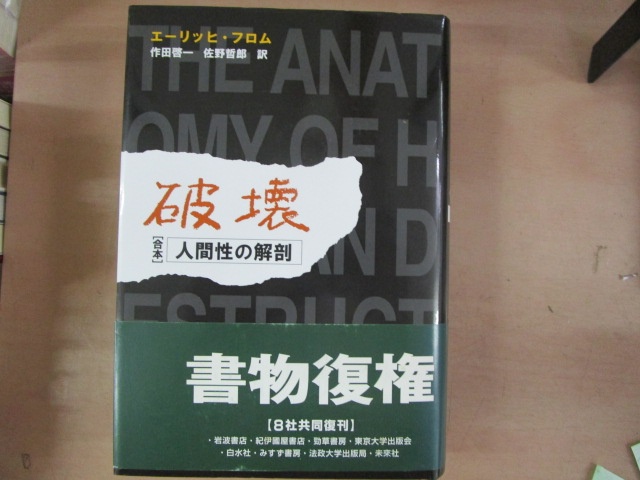 エーリッヒ・フロム
作田啓一 佐野哲郎 訳
THE ANAT
OMY OF H
AN D
ESTRUCT
破壊
[合本] 人間性の解剖
書物復権
【8社共同復刊】
・岩波書店・紀伊國屋書店・勁草書房・東京大学出版会
・白水社・みすず書房・法政大学出版局・未来社